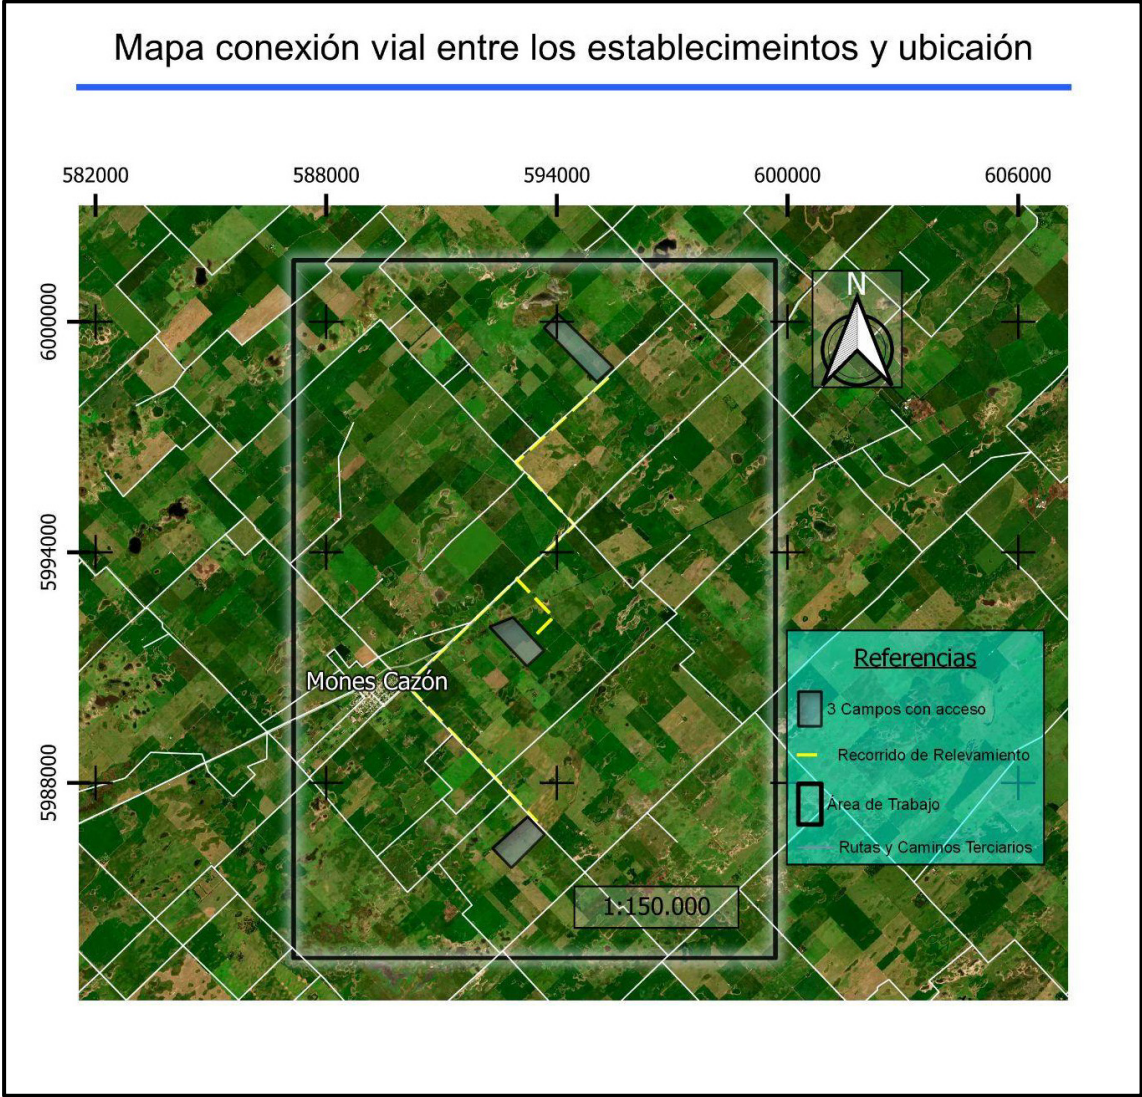 Mapa conexión vial entre los establecimeintos y ubicaión
582000 588000 594000 600000 606000
N
6000000
5994000
5988000
Mones Cazón
Referencias
3 Campos con acceso
Recorrido de Relevamiento
Área de Trabajo
Rutas y Caminos Terciarios
1:150.000